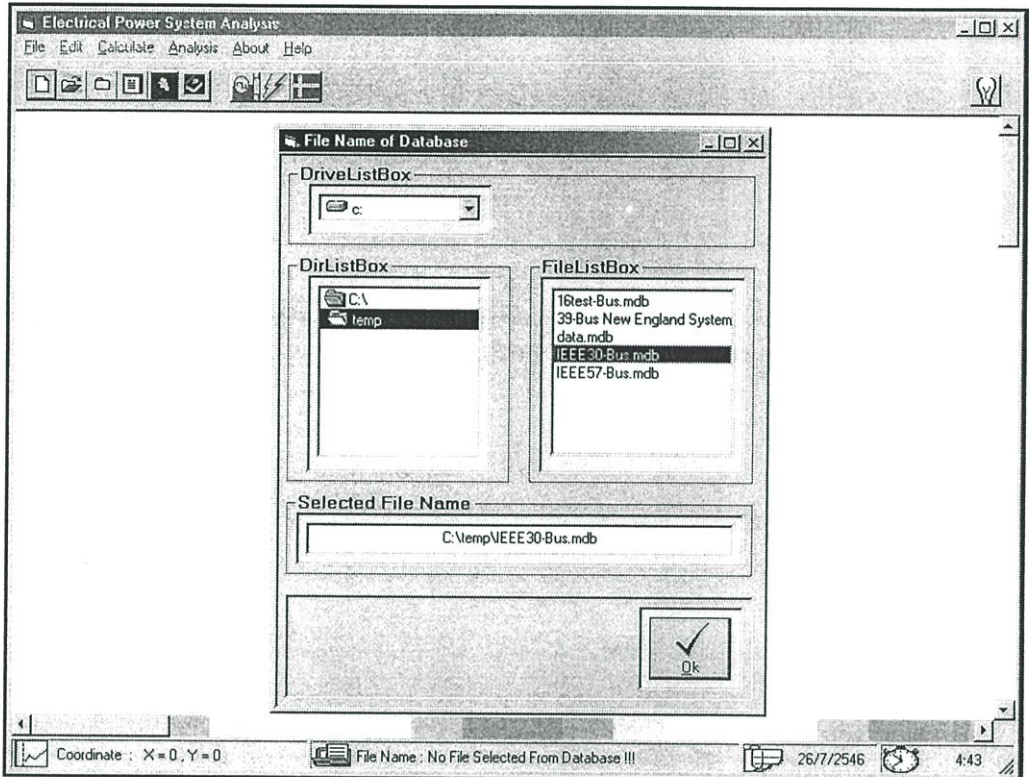 Electrical Power System Analysis
File Edit Calculate Analysis About Help
File Name of Database
DriveListBox
c:
DirListBox
C:\
temp
FileListBox
16test-Bus.mdb
39-Bus New England System
data.mdb
IEEE30-Bus.mdb
IEEE57-Bus.mdb
Selected File Name
C:\temp\IEEE30-Bus.mdb
Ok
Coordinate : X=0,Y=0 File Name : No File Selected From Database !!! 26/7/2546 4:43